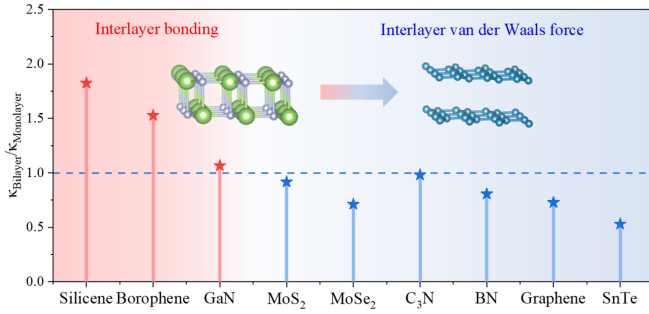 Interlayer bonding
Interlayer van der Waals force
κBilayer/κMonolayer
2.5
2.0
1.5
1.0
0.5
0.0
Silicene Borophene GaN MoS₂ MoSe₂ C₃N BN Graphene SnTe